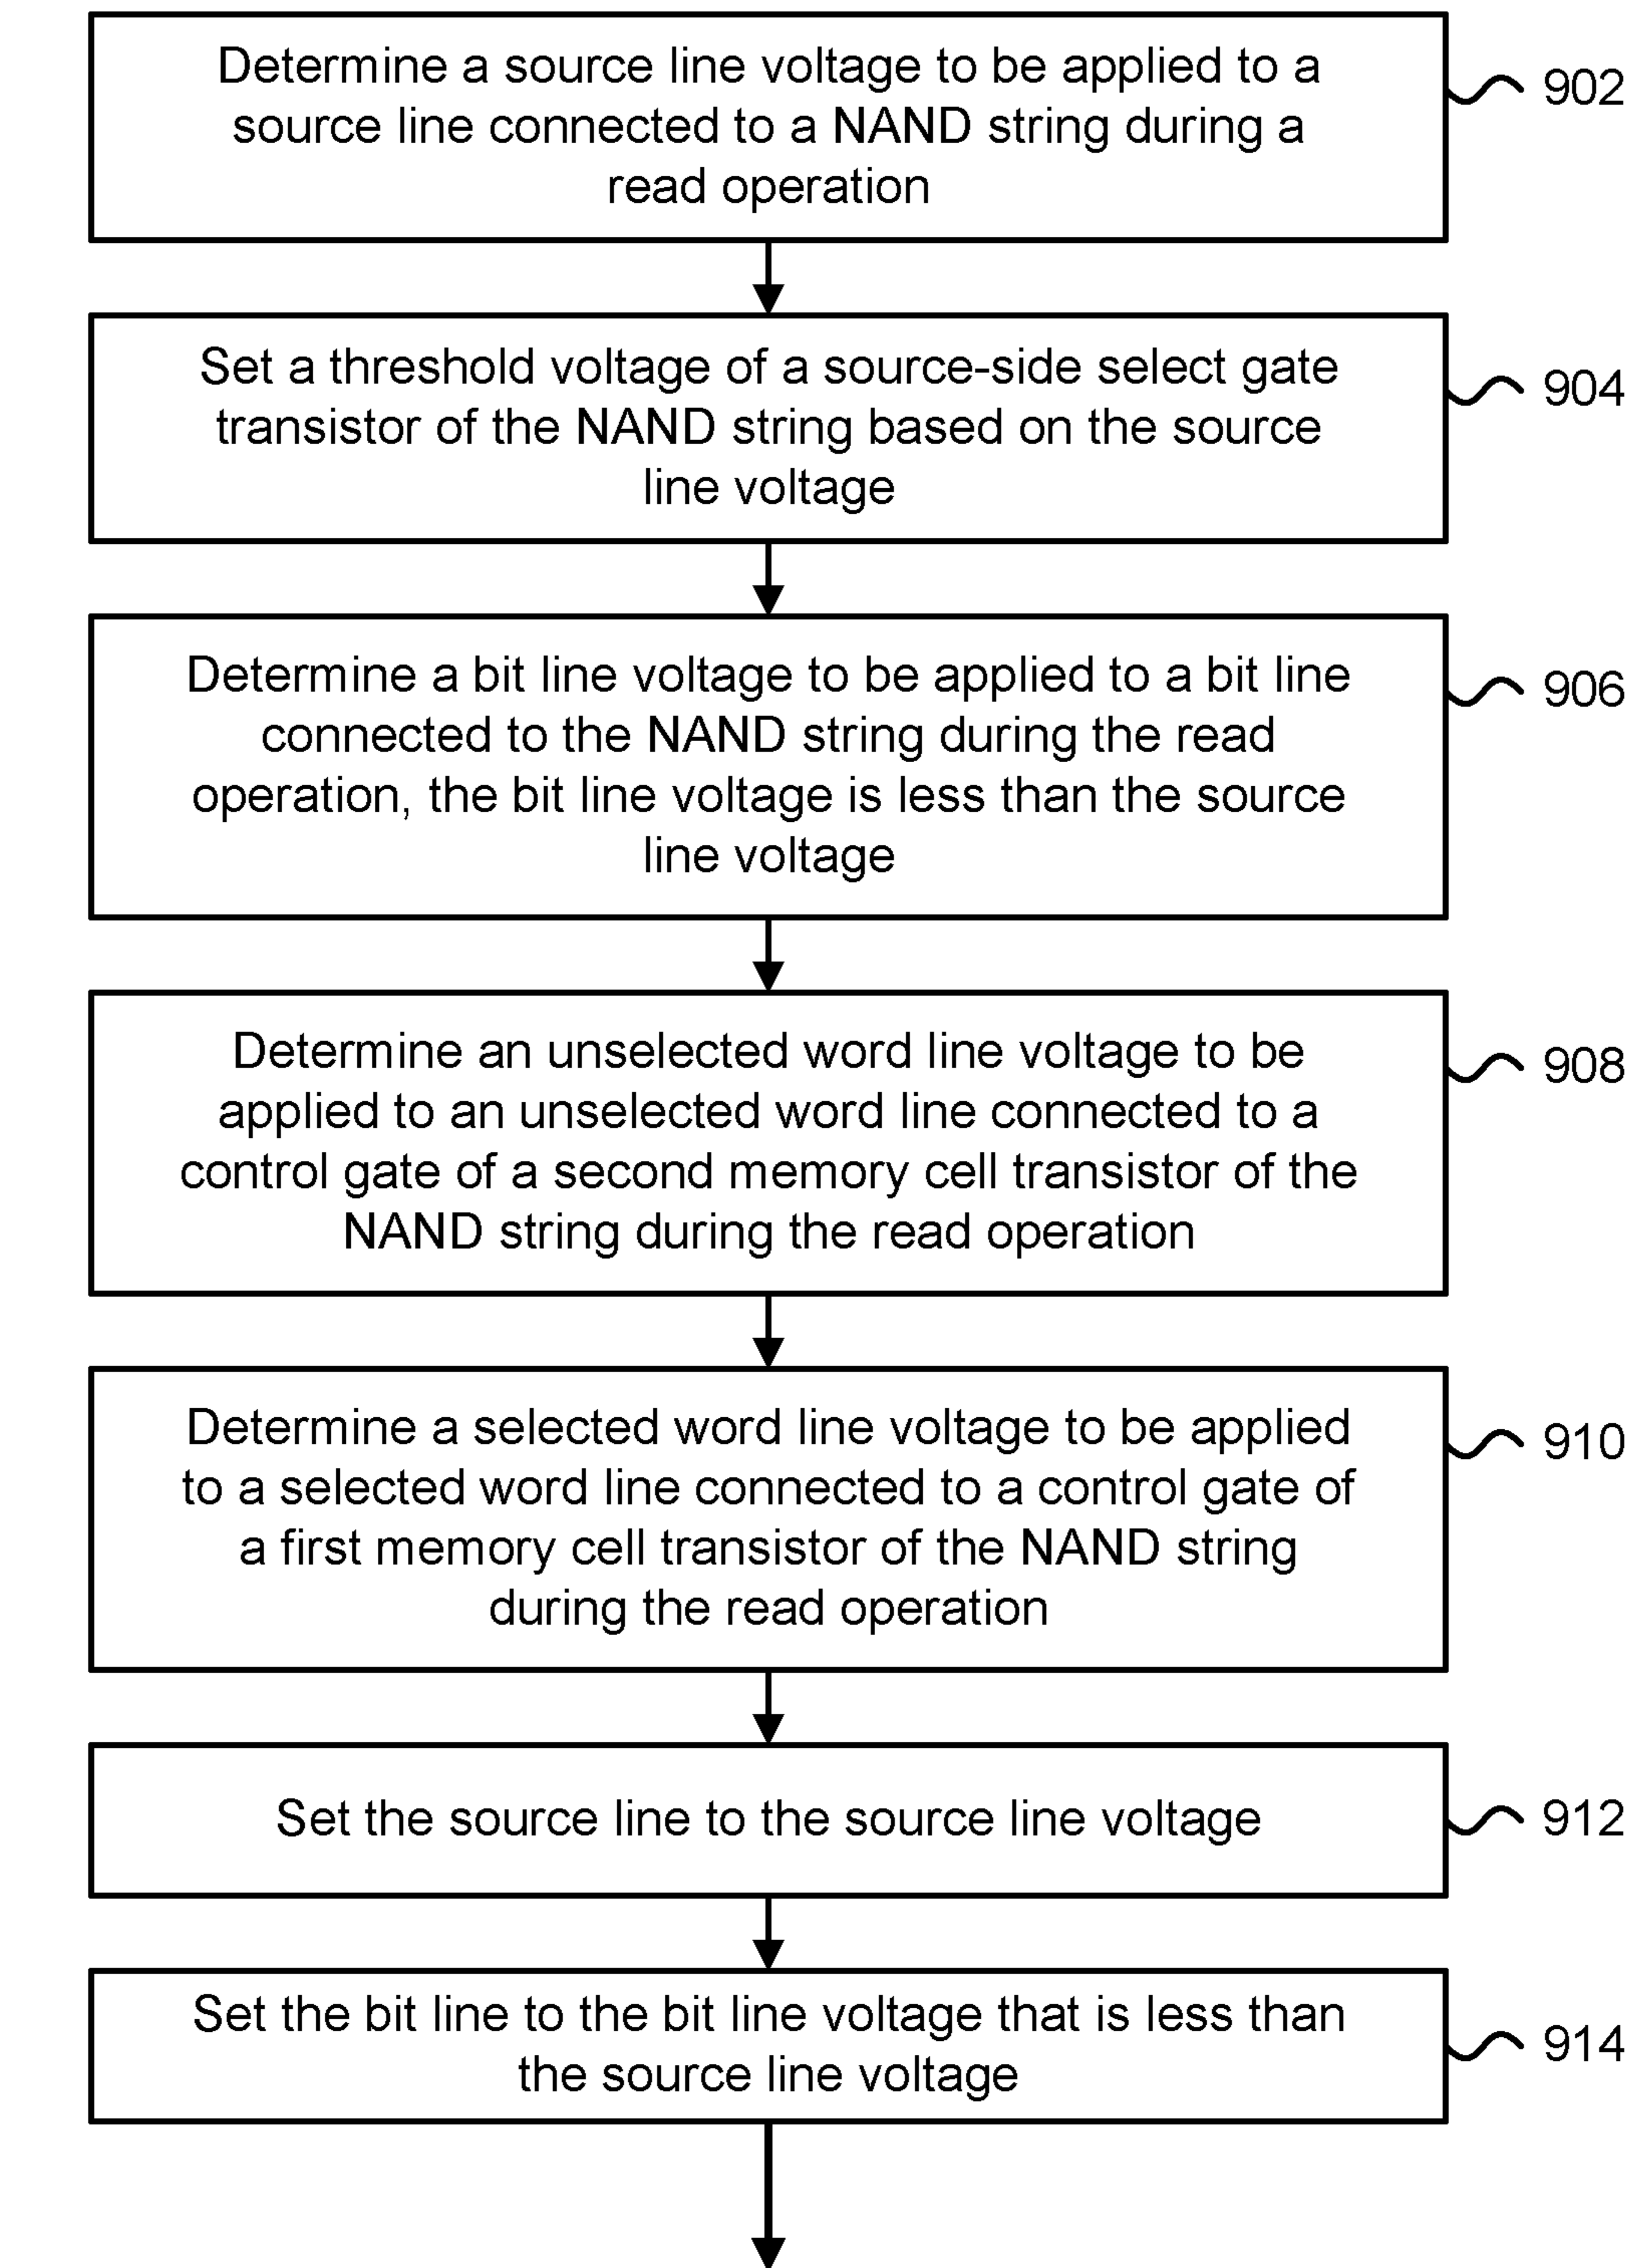 Determine a source line voltage to be applied to a
source line connected to a NAND string during a
read operation
902
Set a threshold voltage of a source-side select gate
transistor of the NAND string based on the source
line voltage
904
Determine a bit line voltage to be applied to a bit line
connected to the NAND string during the read
operation, the bit line voltage is less than the source
line voltage
906
Determine an unselected word line voltage to be
applied to an unselected word line connected to a
control gate of a second memory cell transistor of the
NAND string during the read operation
908
Determine a selected word line voltage to be applied
to a selected word line connected to a control gate of
a first memory cell transistor of the NAND string
during the read operation
910
Set the source line to the source line voltage
912
Set the bit line to the bit line voltage that is less than
the source line voltage
914